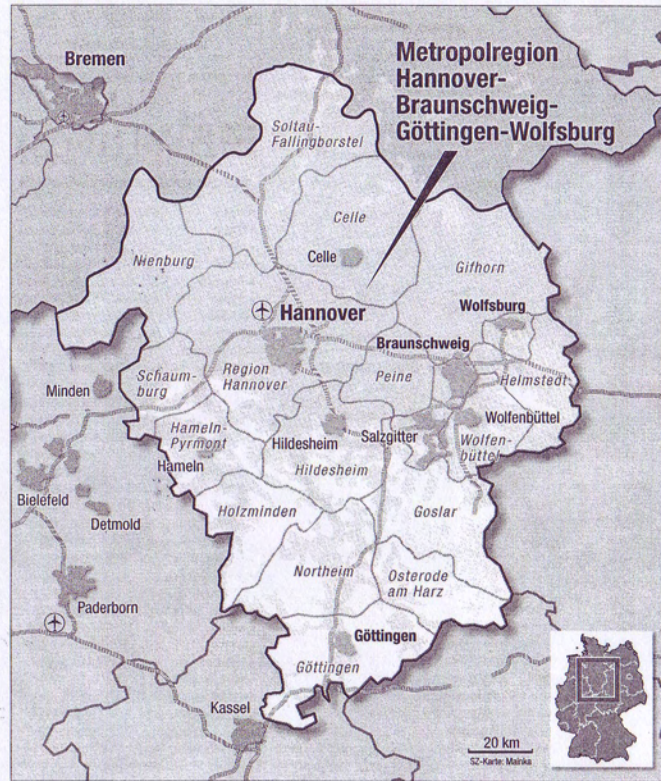 Metropolregion
Hannover-
Braunschweig-
Göttingen-Wolfsburg
Bremen
Soltau-
Fallingborstel
Celle
Celle
Nienburg
Gifhorn
Hannover
Wolfsburg
Braunschweig
Schaum-
burg
Region
Hannover
Peine
Helmstedt
Minden
Hameln-
Pyrmont
Hameln
Hildesheim
Hildesheim
Salzgitter
Wolfenbüttel
Wolfen-
büttel
Bielefeld
Detmold
Holzminden
Goslar
Northeim
Osterode
am Harz
Paderborn
Göttingen
Göttingen
Kassel
20 km
SZ-Karte: Mainka